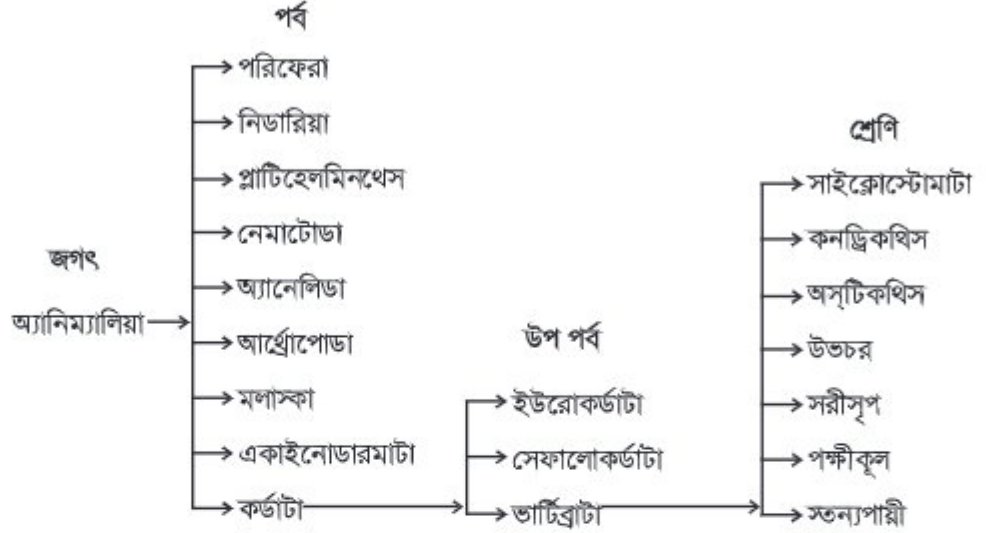 পর্ব
পরিফেরা
নিডারিয়া
প্লাটিহেলমিনথেস
নেমাটোডা
অ্যানেলিডা
আর্থ্রোপোডা
মলাস্কা
একাইনোডারমাটা
কর্ডাটা
জগৎ
অ্যানিম্যালিয়া
উপ পর্ব
ইউরোকর্ডাটা
সেফালোকর্ডাটা
ভার্টিব্রাটা
শ্রেণি
সাইক্লোস্টোমাটা
কনড্রিকথিস
অস্‌টিকথিস
উভচর
সরীসৃপ
পক্ষীকূল
স্তন্যপায়ী